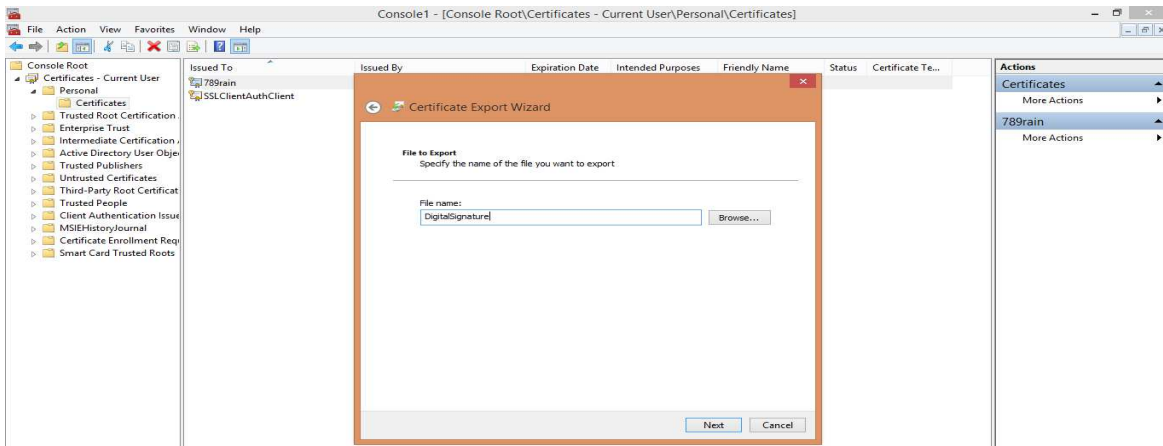 Console1 - [Console Root\Certificates - Current User\Personal\Certificates]
File Action View Favorites Window Help
Console Root
Certificates - Current User
Personal
Certificates
Trusted Root Certification
Enterprise Trust
Intermediate Certification
Active Directory User Obje
Trusted Publishers
Untrusted Certificates
Third-Party Root Certificat
Trusted People
Client Authentication Issue
MSIEHistoryJournal
Certificate Enrollment Requ
Smart Card Trusted Roots
Issued To Issued By Expiration Date Intended Purposes Friendly Name Status Certificate Te...
789rain
SSLClientAuthClient
Certificate Export Wizard
File to Export
Specify the name of the file you want to export
File name:
DigitalSignature
Browse...
Next Cancel
Actions
Certificates
More Actions
789rain
More Actions